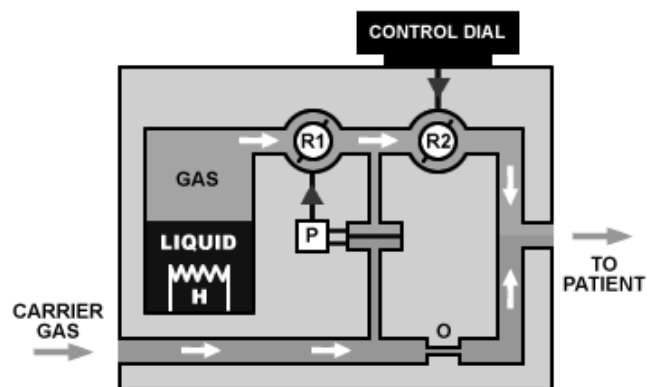 CONTROL DIAL
R1
R2
GAS
P
LIQUID
H
TO
PATIENT
CARRIER
GAS
O